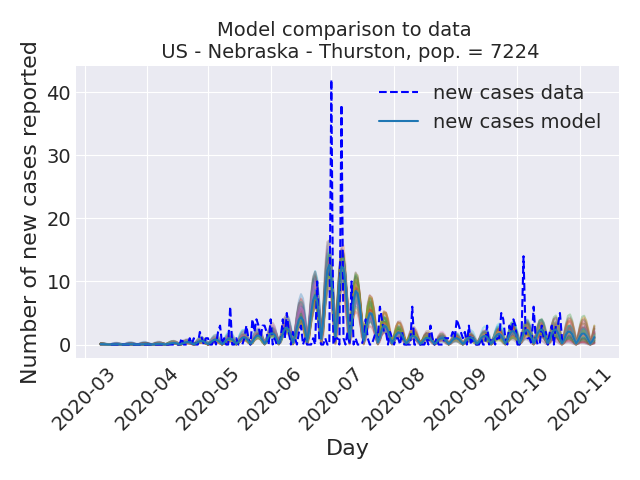 Model comparison to data
US - Nebraska - Thurston, pop. = 7224
Number of new cases reported
40
30
20
10
0
new cases data
new cases model
2020-03
2020-04
2020-05
2020-06
2020-07
2020-08
2020-09
2020-10
2020-11
Day